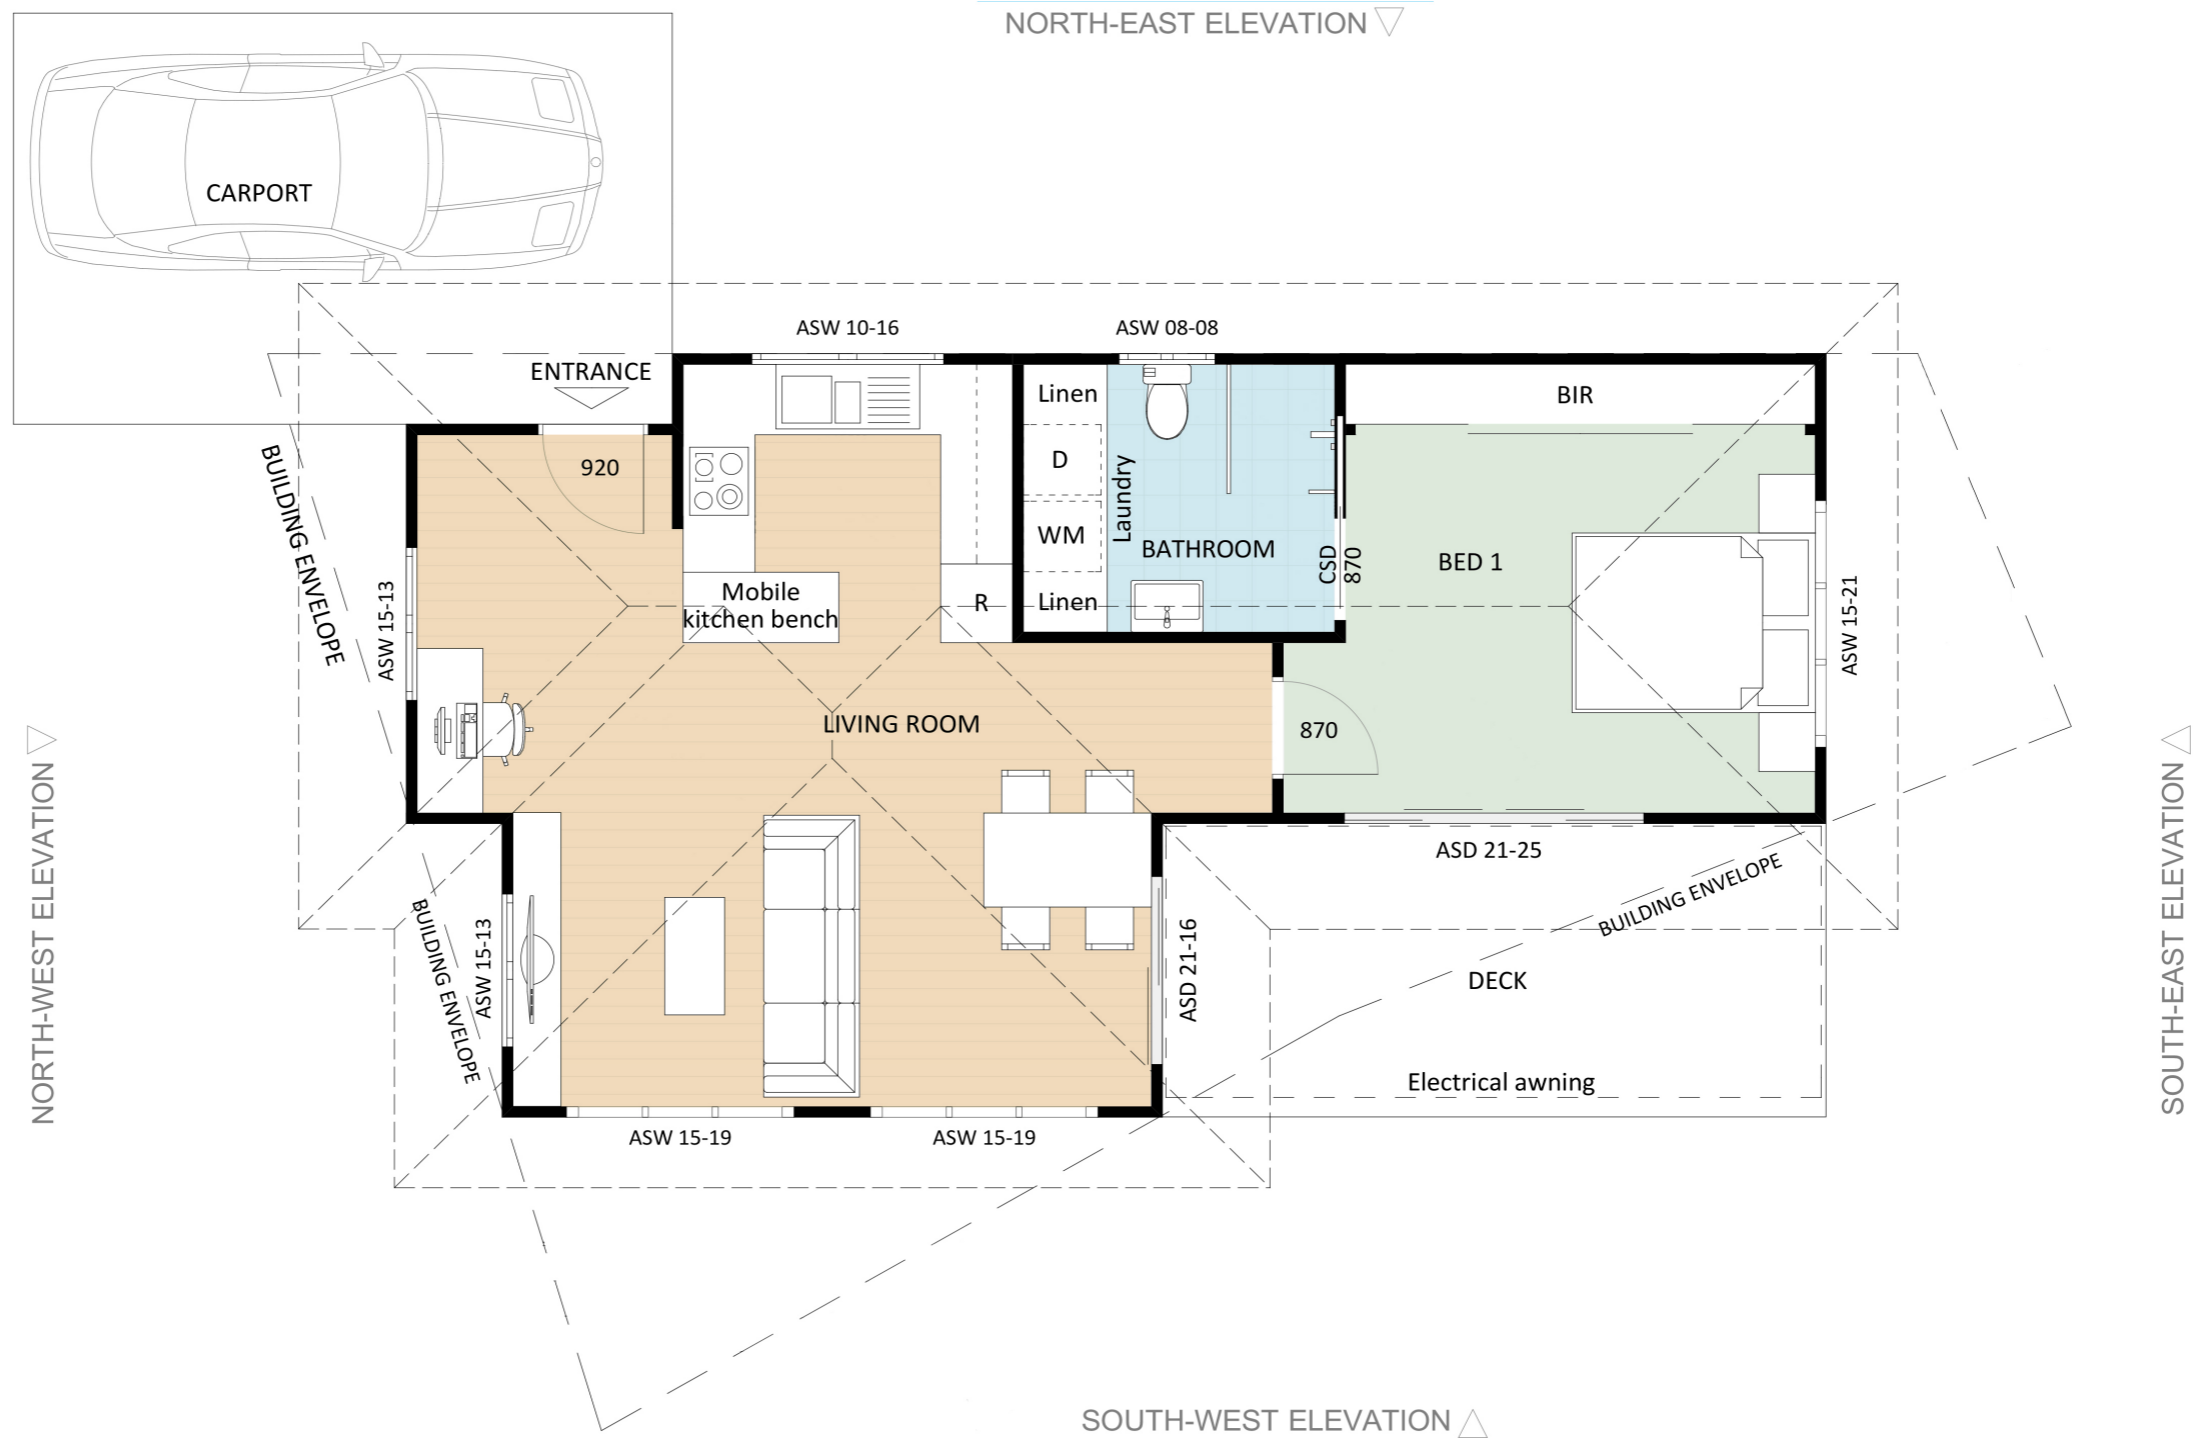 NORTH-EAST ELEVATION
CARPORT
ASW 10-16
ASW 08-08
ENTRANCE
BIR
Linen
920
D
Laundry
WM
BATHROOM
CSD
870
BED 1
BUILDING ENVELOPE
ASW 15-13
Mobile
kitchen bench
R
Linen
ASW 15-21
LIVING ROOM
870
NORTH-WEST ELEVATION
SOUTH-EAST ELEVATION
ASD 21-25
BUILDING ENVELOPE
BUILDING ENVELOPE
ASW 15-13
ASD 21-16
DECK
Electrical awning
ASW 15-19
ASW 15-19
SOUTH-WEST ELEVATION